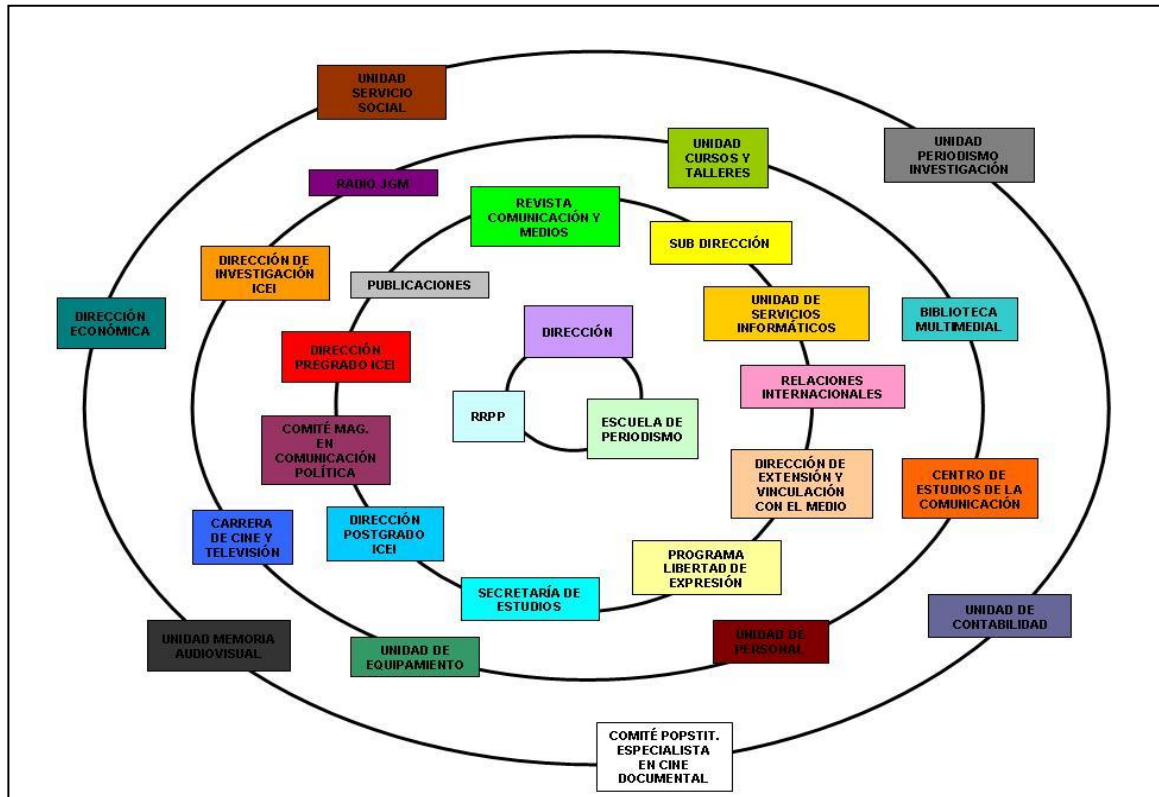 UNIDAD
SERVICIO
SOCIAL
UNIDAD
CURSOS Y
TALLERES
UNIDAD
PERIODISMO
INVESTIGACIÓN
RADIO JGM
REVISTA
COMUNICACIÓN Y
MEDIOS
SUB DIRECCIÓN
DIRECCIÓN DE
INVESTIGACIÓN
ICEI
PUBLICACIONES
UNIDAD DE
SERVICIOS
INFORMÁTICOS
DIRECCIÓN
ECONÓMICA
BIBLIOTECA
MULTIMEDIAL
DIRECCIÓN
DIRECCIÓN
PREGRADO ICEI
RELACIONES
INTERNACIONALES
RRPP
ESCUELA DE
PERIODISMO
COMITÉ MAG.
EN
COMUNICACIÓN
POLÍTICA
DIRECCIÓN DE
EXTENSIÓN Y
VINCULACIÓN
CON EL MEDIO
CENTRO DE
ESTUDIOS DE LA
COMUNICACIÓN
CARRERA
DE CINE Y
TELEVISIÓN
DIRECCIÓN
POSTGRADO
ICEI
PROGRAMA
LIBERTAD DE
EXPRESIÓN
SECRETARÍA DE
ESTUDIOS
UNIDAD DE
CONTABILIDAD
UNIDAD MEMORIA
AUDIOVISUAL
UNIDAD DE
EQUIPAMIENTO
UNIDAD DE
PERSONAL
COMITÉ POPSTIT.
ESPECIALISTA
EN CINE
DOCUMENTAL